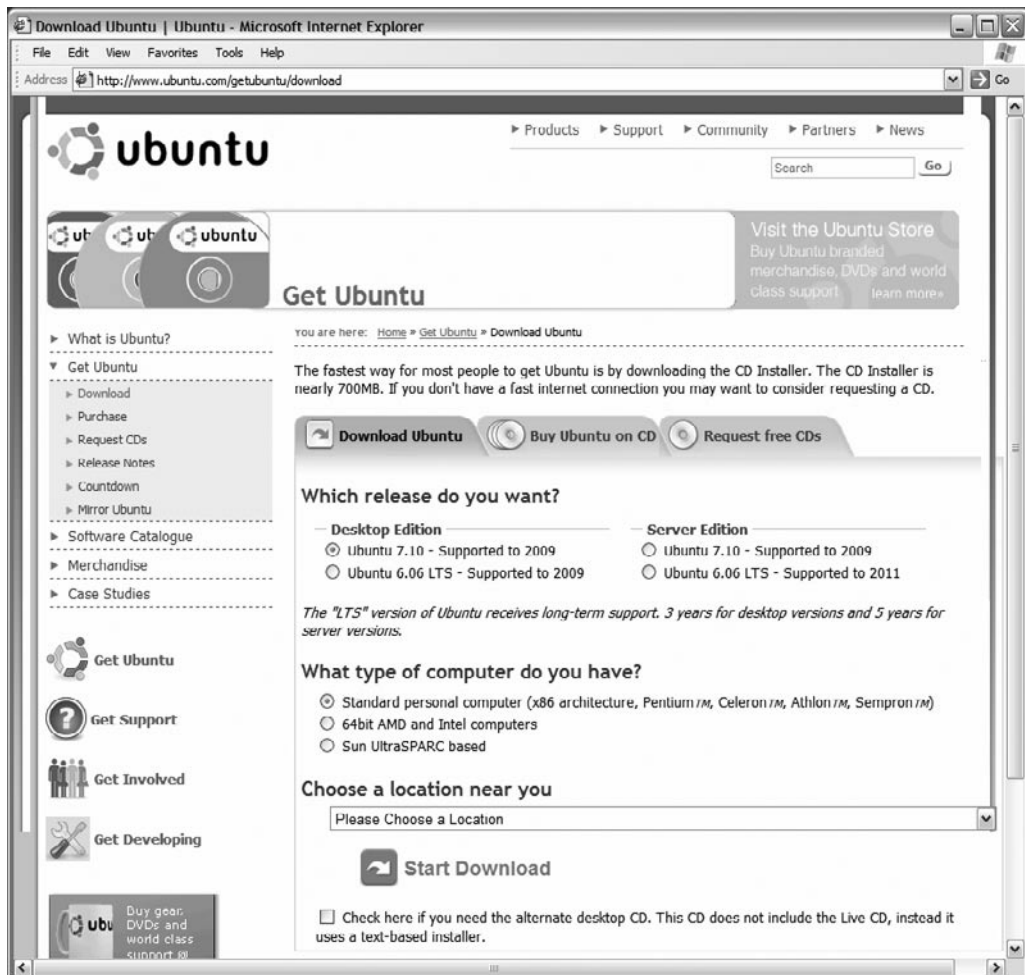 Download Ubuntu | Ubuntu - Microsoft Internet Explorer
File Edit View Favorites Tools Help
Address http://www.ubuntu.com/getubuntu/download Go
ubuntu
Products Support Community Partners News
Search Go
ubuntu
Get Ubuntu
Visit the Ubuntu Store
Buy Ubuntu branded
merchandise, DVDs and world
class support learn more»
What is Ubuntu?
Get Ubuntu
Download
Purchase
Request CDs
Release Notes
Countdown
Mirror Ubuntu
Software Catalogue
Merchandise
Case Studies
Get Ubuntu
Get Support
Get Involved
Get Developing
ubu
Buy gear,
DVDs and
world class
support
You are here: Home » Get Ubuntu » Download Ubuntu
The fastest way for most people to get Ubuntu is by downloading the CD Installer. The CD Installer is
nearly 700MB. If you don't have a fast internet connection you may want to consider requesting a CD.
Download Ubuntu Buy Ubuntu on CD Request free CDs
Which release do you want?
Desktop Edition Server Edition
Ubuntu 7.10 - Supported to 2009 Ubuntu 7.10 - Supported to 2009
Ubuntu 6.06 LTS - Supported to 2009 Ubuntu 6.06 LTS - Supported to 2011
The "LTS" version of Ubuntu receives long-term support. 3 years for desktop versions and 5 years for
server versions.
What type of computer do you have?
Standard personal computer (x86 architecture, Pentium™, Celeron™, Athlon™, Sempron™)
64bit AMD and Intel computers
Sun UltraSPARC based
Choose a location near you
Please Choose a Location
Start Download
Check here if you need the alternate desktop CD. This CD does not include the Live CD, instead it
uses a text-based installer.